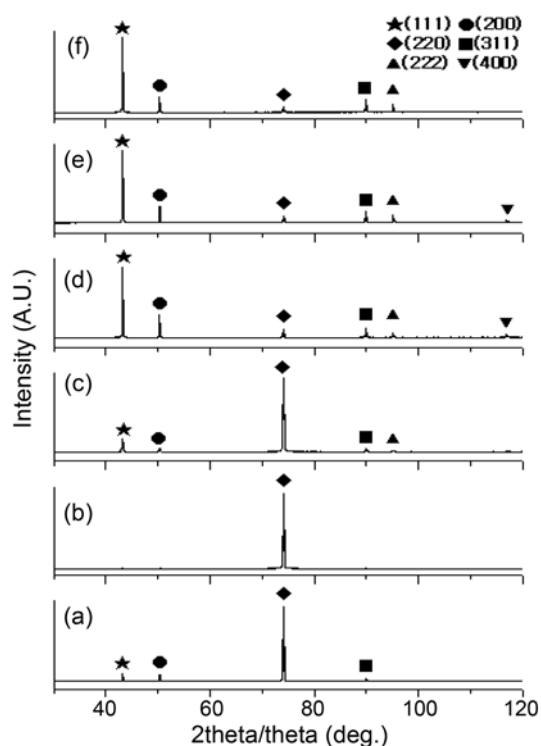 ★(111) ●(200)
◆(220) ■(311)
▲(222) ▼(400)
(f)
(e)
(d)
(c)
(b)
(a)
Intensity (A.U.)
40 60 80 100 120
2theta/theta (deg.)